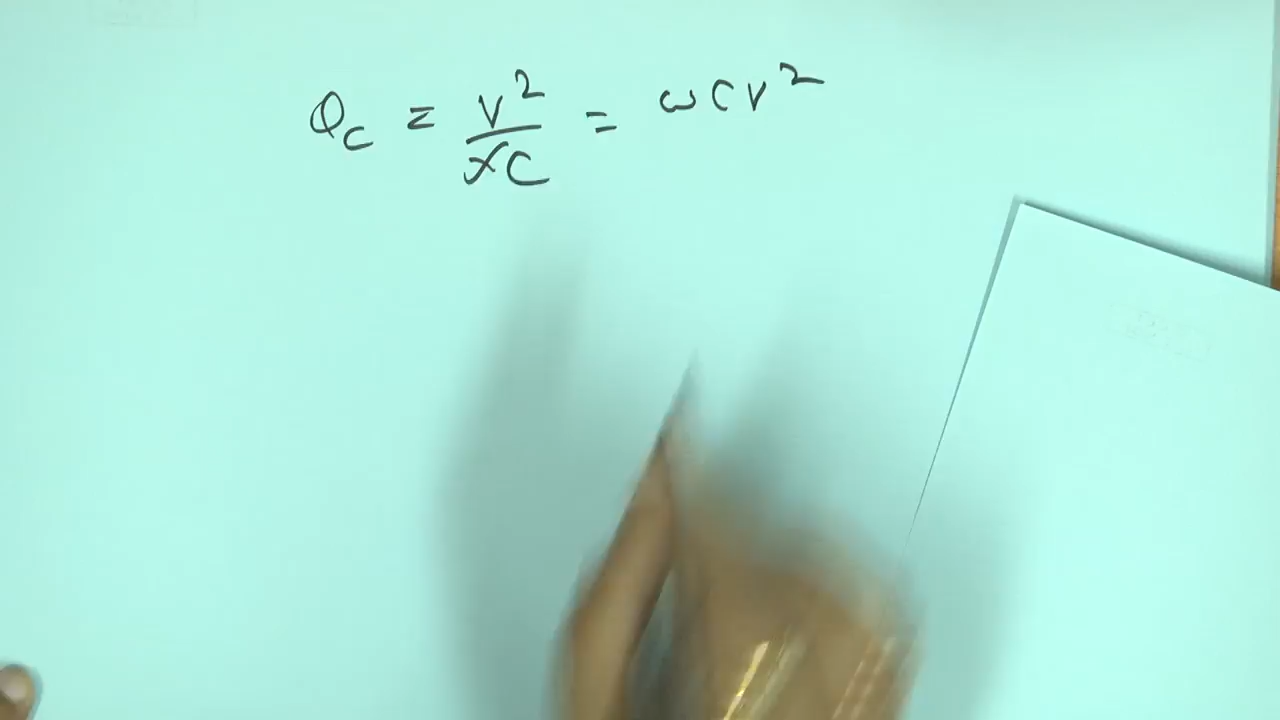 Qc = V²/XC = ωCV²